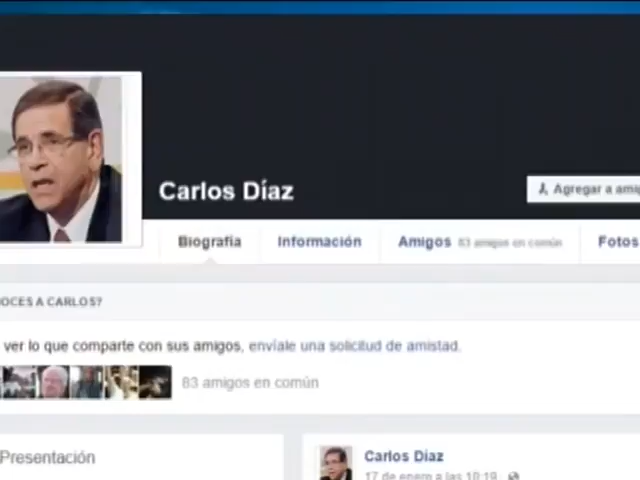 Carlos Díaz
Agregar a ami
Biografía Información Amigos 83 amigos en común Fotos
OCES A CARLOS?
ver lo que comparte con sus amigos, envíale una solicitud de amistad.
83 amigos en común
Presentación
Carlos Díaz
17 de enero a las 10:19